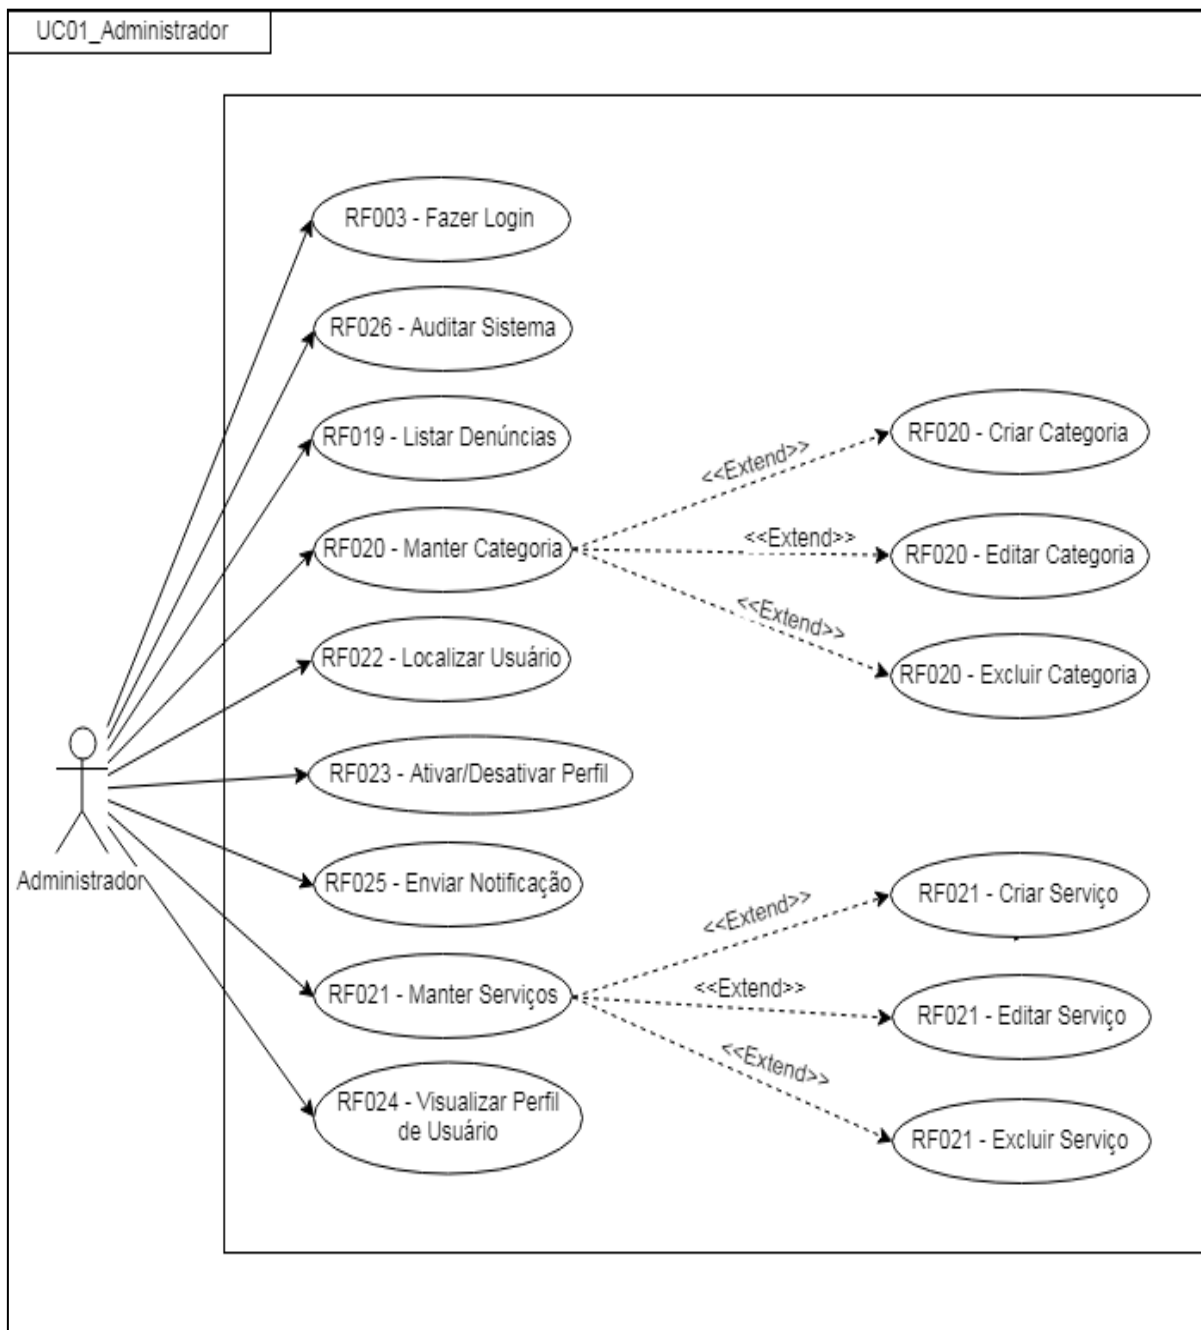 UC01_Administrador
RF003 - Fazer Login
RF026 - Auditar Sistema
RF019 - Listar Denúncias
RF020 - Manter Categoria
<<Extend>>
RF020 - Criar Categoria
<<Extend>>
RF020 - Editar Categoria
<<Extend>>
RF020 - Excluir Categoria
RF022 - Localizar Usuário
RF023 - Ativar/Desativar Perfil
Administrador
RF025 - Enviar Notificação
RF021 - Manter Serviços
<<Extend>>
RF021 - Criar Serviço
<<Extend>>
RF021 - Editar Serviço
<<Extend>>
RF021 - Excluir Serviço
RF024 - Visualizar Perfil
de Usuário